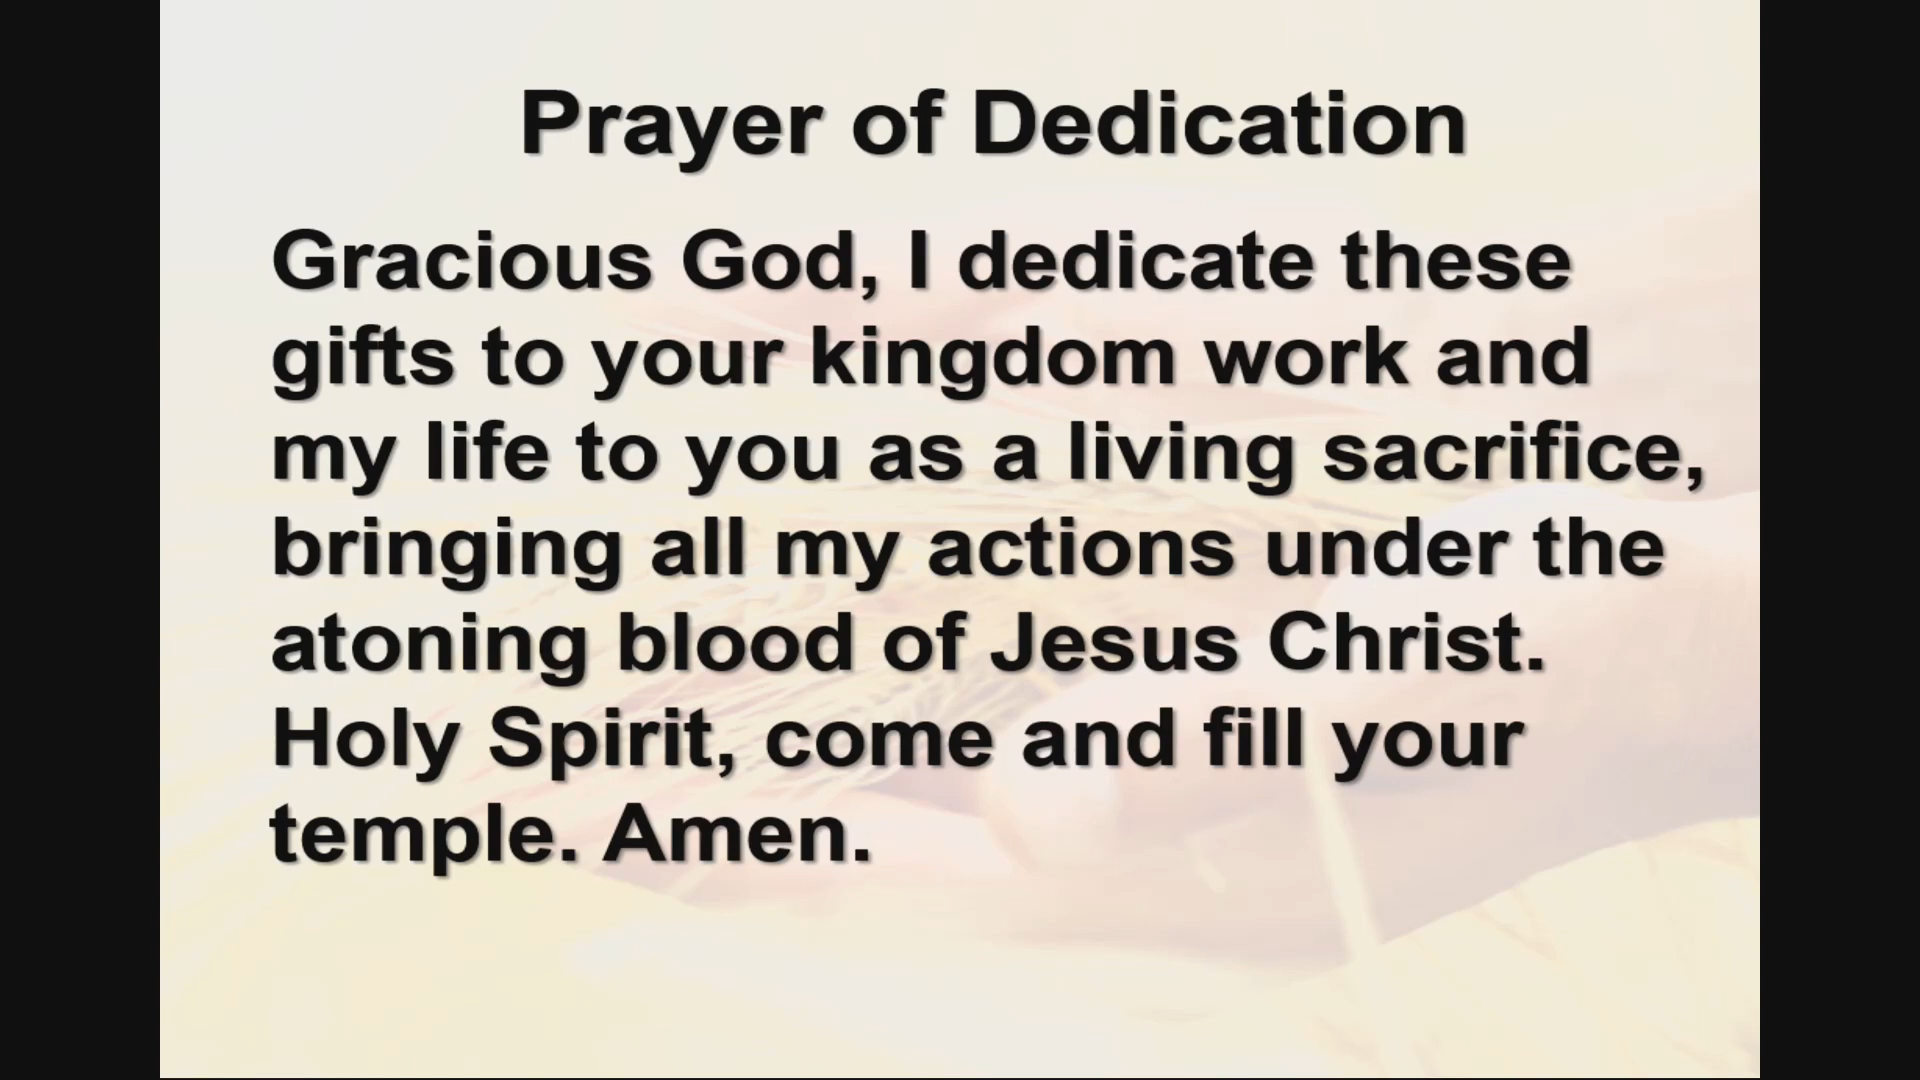 Prayer of Dedication
Gracious God, I dedicate these
gifts to your kingdom work and
my life to you as a living sacrifice,
bringing all my actions under the
atoning blood of Jesus Christ.
Holy Spirit, come and fill your
temple. Amen.